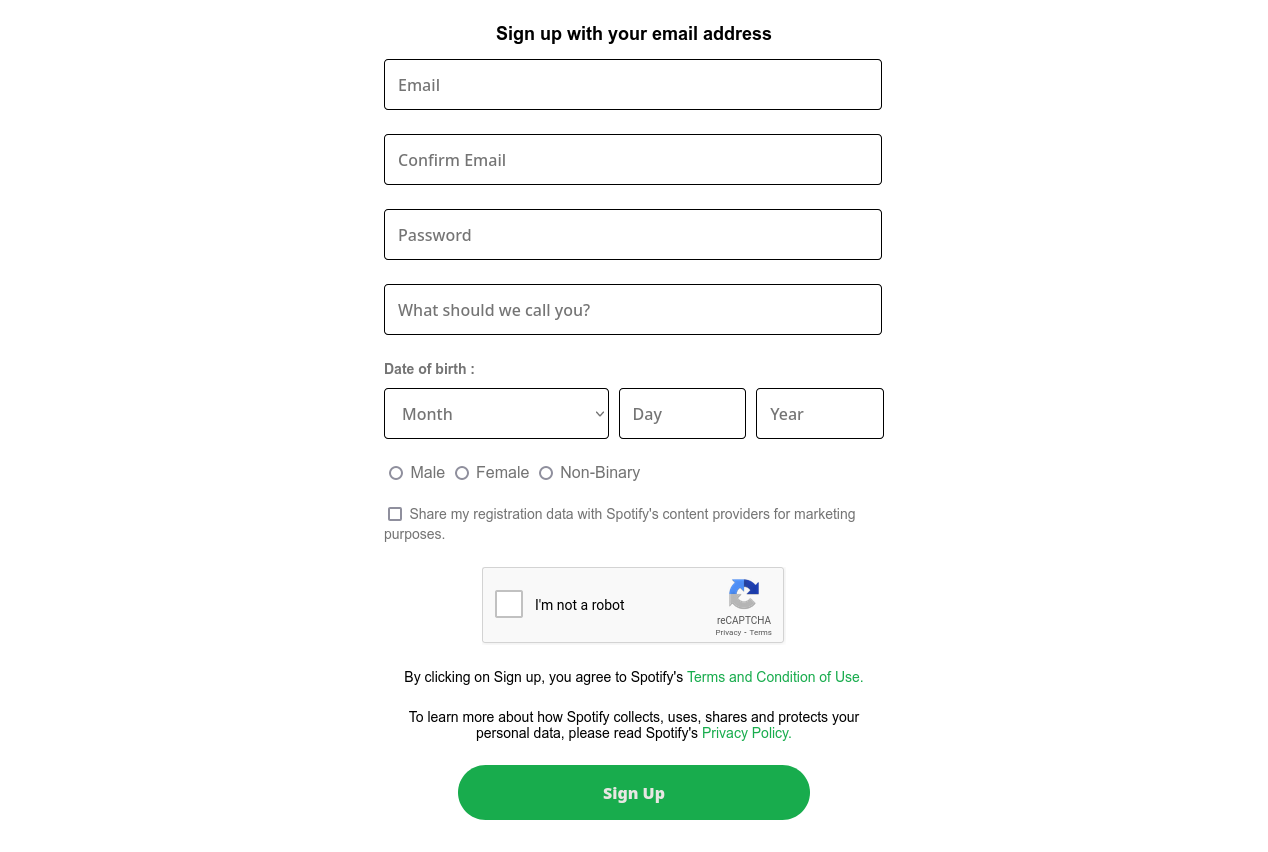 Sign up with your email address
Email
Confirm Email
Password
What should we call you?
Date of birth :
Month Day Year
Male Female Non-Binary
Share my registration data with Spotify's content providers for marketing
purposes.
I'm not a robot
reCAPTCHA
Privacy - Terms
By clicking on Sign up, you agree to Spotify's Terms and Condition of Use.
To learn more about how Spotify collects, uses, shares and protects your
personal data, please read Spotify's Privacy Policy.
Sign Up